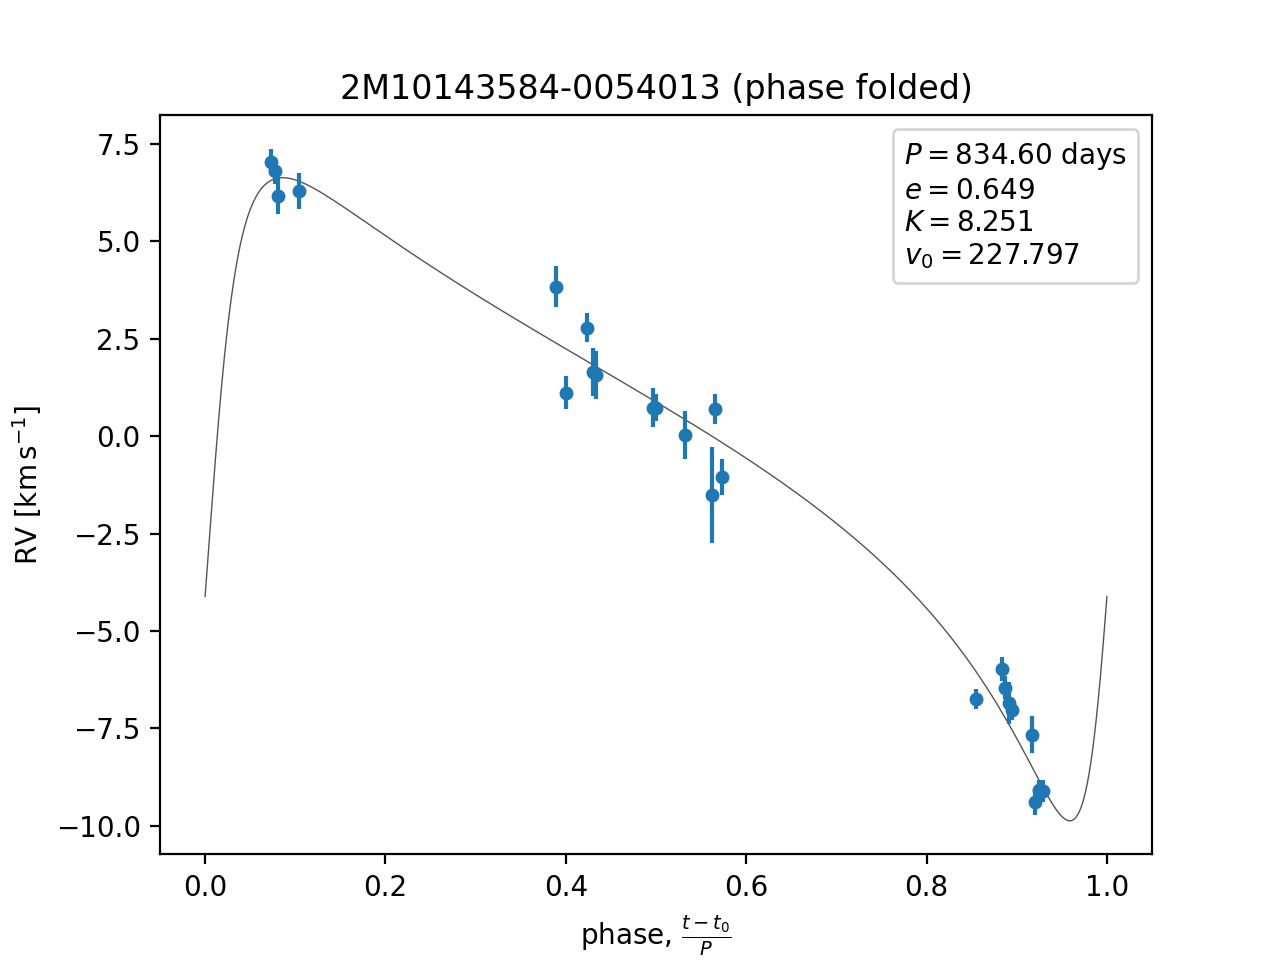 2M10143584-0054013 (phase folded)
P = 834.60 days
e = 0.649
K = 8.251
v₀ = 227.797
7.5
5.0
2.5
0.0
−2.5
−5.0
−7.5
−10.0
RV [km s⁻¹]
0.0 0.2 0.4 0.6 0.8 1.0
phase, (t − t₀)/P